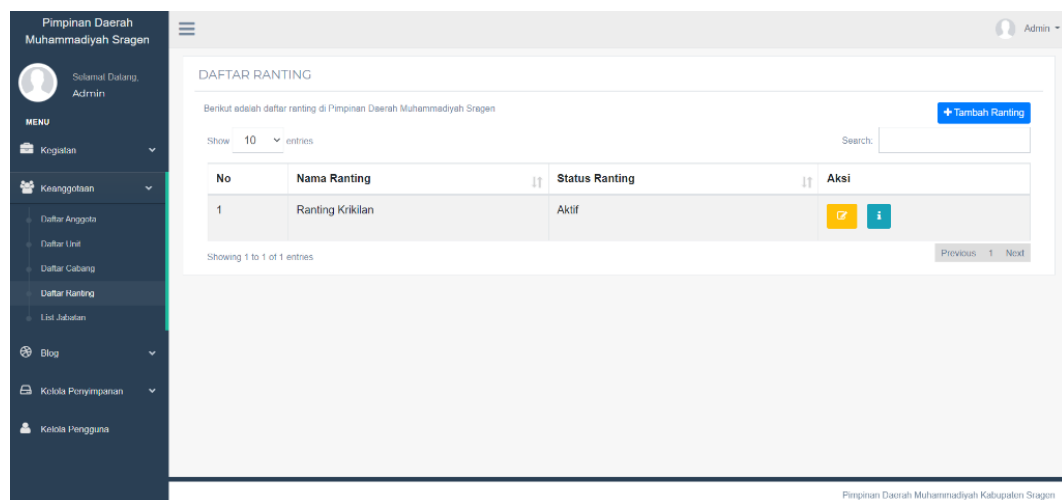 Pimpinan Daerah
Muhammadiyah Sragen
Admin
Selamat Datang,
Admin
MENU
Kegiatan
Keanggotaan
Daftar Anggota
Daftar Unit
Daftar Cabang
Daftar Ranting
List Jabatan
Blog
Kelola Penyimpanan
Kelola Pengguna
DAFTAR RANTING
Berikut adalah daftar ranting di Pimpinan Daerah Muhammadiyah Sragen
+ Tambah Ranting
Show 10 entries Search:
No Nama Ranting Status Ranting Aksi
1 Ranting Krikilan Aktif
Showing 1 to 1 of 1 entries Previous 1 Next
Pimpinan Daerah Muhammadiyah Kabupaten Sragen